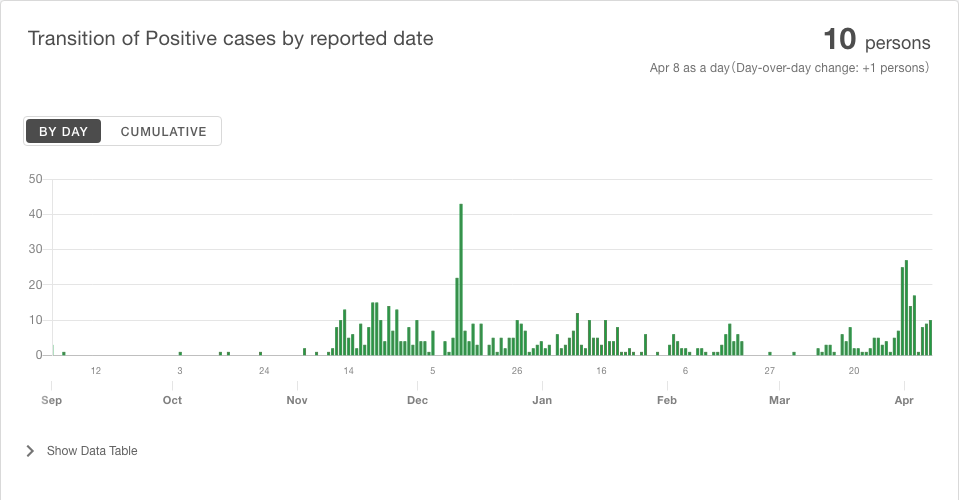 Transition of Positive cases by reported date
10 persons
Apr 8 as a day(Day-over-day change: +1 persons)
BY DAY CUMULATIVE
50
40
30
20
10
0
12 3 24 14 5 26 16 6 27 20
Sep Oct Nov Dec Jan Feb Mar Apr
Show Data Table